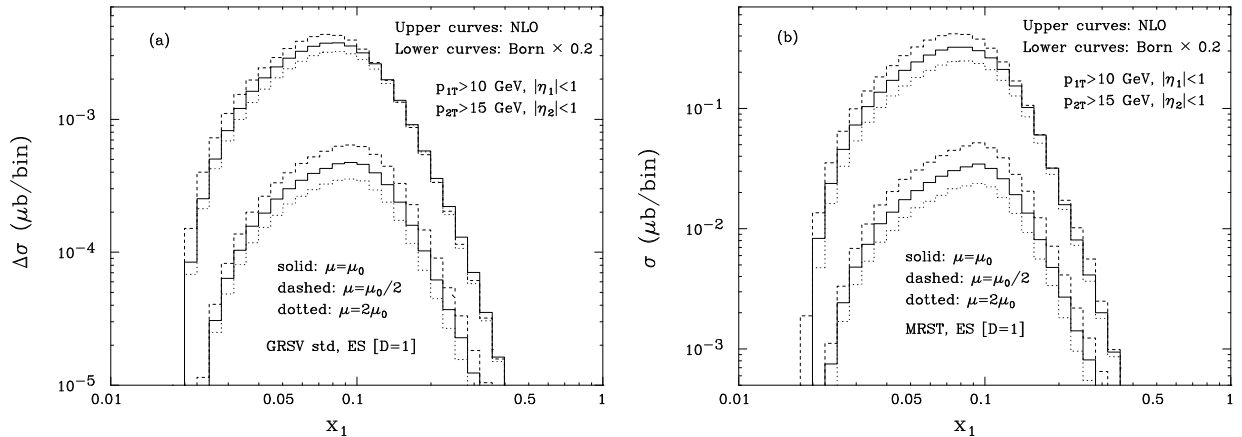 (a)
Upper curves: NLO
Lower curves: Born × 0.2
p₁T>10 GeV, |η₁|<1
p₂T>15 GeV, |η₂|<1
solid: μ=μ₀
dashed: μ=μ₀/2
dotted: μ=2μ₀
GRSV std, ES [D=1]
Δσ (μb/bin)
10⁻³
10⁻⁴
10⁻⁵
0.01
0.05
0.1
0.5
1
x₁
(b)
Upper curves: NLO
Lower curves: Born × 0.2
p₁T>10 GeV, |η₁|<1
p₂T>15 GeV, |η₂|<1
solid: μ=μ₀
dashed: μ=μ₀/2
dotted: μ=2μ₀
MRST, ES [D=1]
σ (μb/bin)
10⁻¹
10⁻²
10⁻³
0.01
0.05
0.1
0.5
1
x₁